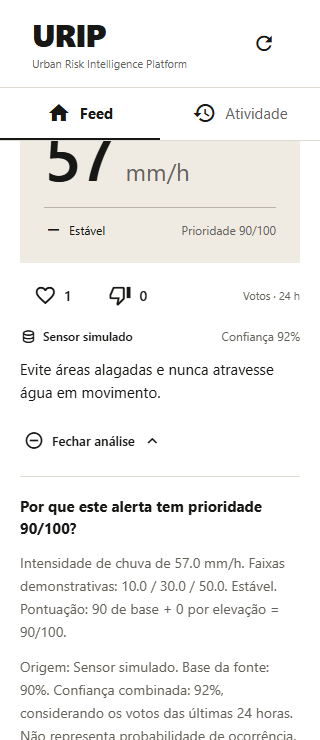 URIP
Urban Risk Intelligence Platform
Feed
Atividade
57 mm/h
Estável
Prioridade 90/100
1
0
Votos · 24 h
Sensor simulado
Confiança 92%
Evite áreas alagadas e nunca atravesse
água em movimento.
Fechar análise
Por que este alerta tem prioridade
90/100?
Intensidade de chuva de 57.0 mm/h. Faixas
demonstrativas: 10.0 / 30.0 / 50.0. Estável.
Pontuação: 90 de base + 0 por elevação =
90/100.
Origem: Sensor simulado. Base da fonte:
90%. Confiança combinada: 92%,
considerando os votos das últimas 24 horas.
Não representa probabilidade de ocorrência.